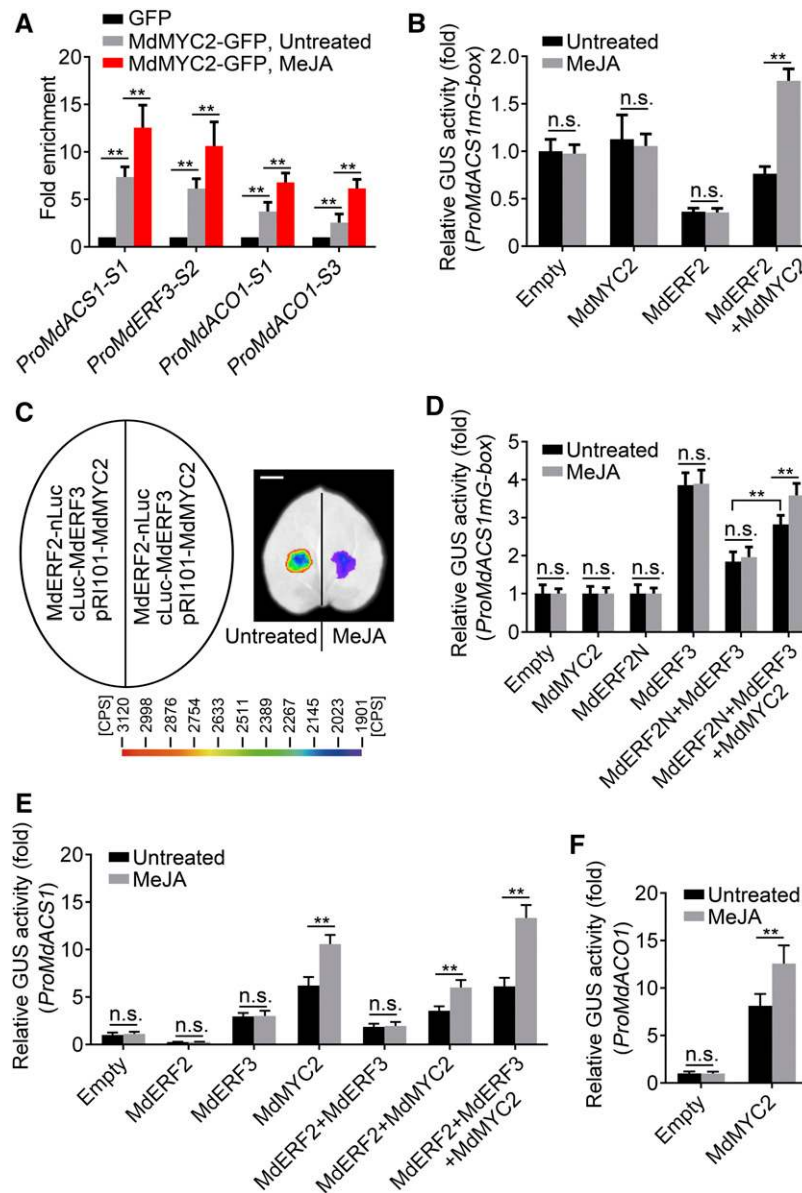 A
GFP
MdMYC2-GFP, Untreated
MdMYC2-GFP, MeJA
Fold enrichment
20
15
10
5
0
** ** ** **
** ** ** **
ProMdACS1-S1
ProMdERF3-S2
ProMdACO1-S1
ProMdACO1-S3
B
Relative GUS activity (fold)
(ProMdACS1mG-box)
Untreated
MeJA
2.0
1.5
1.0
0.5
0
n.s. n.s. n.s. **
Empty
MdMYC2
MdERF2
MdERF2
+MdMYC2
C
MdERF2-nLuc
cLuc-MdERF3
pRI101-MdMYC2
MdERF2-nLuc
cLuc-MdERF3
pRI101-MdMYC2
Untreated
MeJA
[CPS]
3120
2998
2876
2754
2633
2511
2389
2267
2145
2023
1901
[CPS]
D
Relative GUS activity (fold)
(ProMdACS1mG-box)
Untreated
MeJA
5
4
3
2
1
0
n.s. n.s. n.s. n.s. n.s. ** **
Empty
MdMYC2
MdERF2N
MdERF3
MdERF2N+MdERF3
MdERF2N+MdERF3
+MdMYC2
E
Relative GUS activity (fold)
(ProMdACS1)
Untreated
MeJA
20
15
10
5
0
n.s. n.s. n.s. ** n.s. ** **
Empty
MdERF2
MdERF3
MdMYC2
MdERF2+MdERF3
MdERF2+MdMYC2
MdERF2+MdERF3
+MdMYC2
F
Relative GUS activity (fold)
(ProMdACO1)
Untreated
MeJA
20
15
10
5
0
n.s. **
Empty
MdMYC2